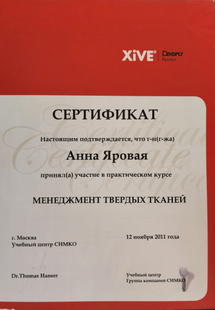 XiVE®
СЕРТИФИКАТ
Настоящим подтверждается, что г-н(г-жа)
Анна Яровая
принял(а) участие в практическом курсе
МЕНЕДЖМЕНТ ТВЕРДЫХ ТКАНЕЙ
г. Москва
12 ноября 2011 года
Учебный центр СИМКО
Dr.Thomas Hanser
Учебный центр
Группа компаний СИМКО